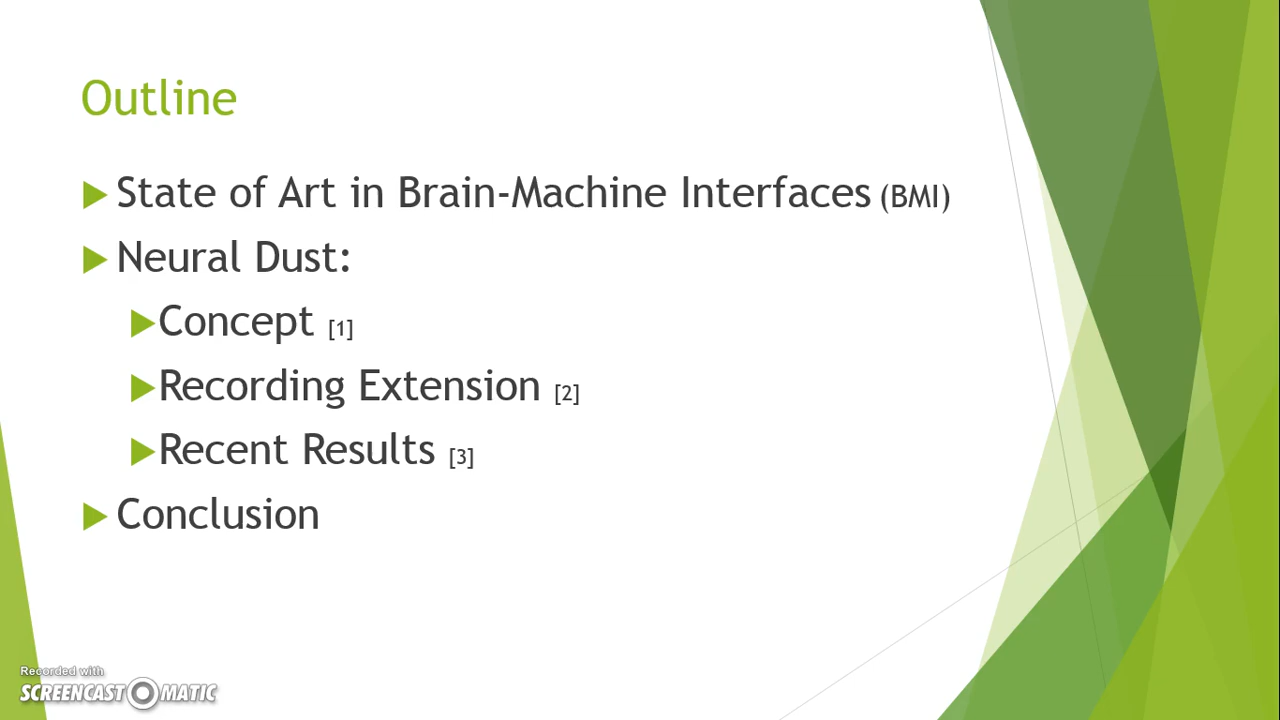 Outline
State of Art in Brain-Machine Interfaces (BMI)
Neural Dust:
Concept [1]
Recording Extension [2]
Recent Results [3]
Conclusion
Recorded with
SCREENCAST MATIC